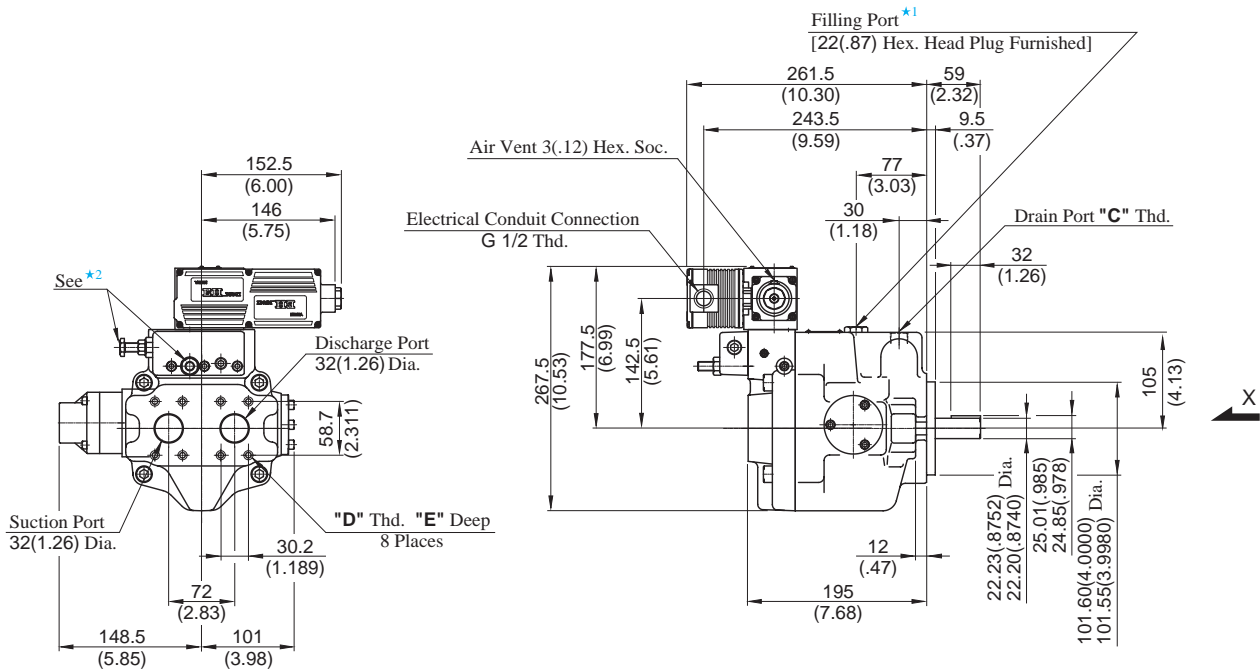 Filling Port ★1
[22(.87) Hex. Head Plug Furnished]
261.5
(10.30)
59
(2.32)
243.5
(9.59)
9.5
(.37)
Air Vent 3(.12) Hex. Soc.
77
(3.03)
152.5
(6.00)
146
(5.75)
Electrical Conduit Connection
G 1/2 Thd.
30
(1.18)
Drain Port "C" Thd.
32
(1.26)
See ★2
Discharge Port
32(1.26) Dia.
267.5
(10.53)
177.5
(6.99)
142.5
(5.61)
105
(4.13)
X
58.7
(2.311)
Suction Port
32(1.26) Dia.
"D" Thd. "E" Deep
8 Places
30.2
(1.189)
72
(2.83)
148.5
(5.85)
101
(3.98)
12
(.47)
195
(7.68)
22.23(.8752)
22.20(.8740) Dia.
25.01(.985)
24.85(.978)
101.60(4.0000)
101.55(3.9980) Dia.